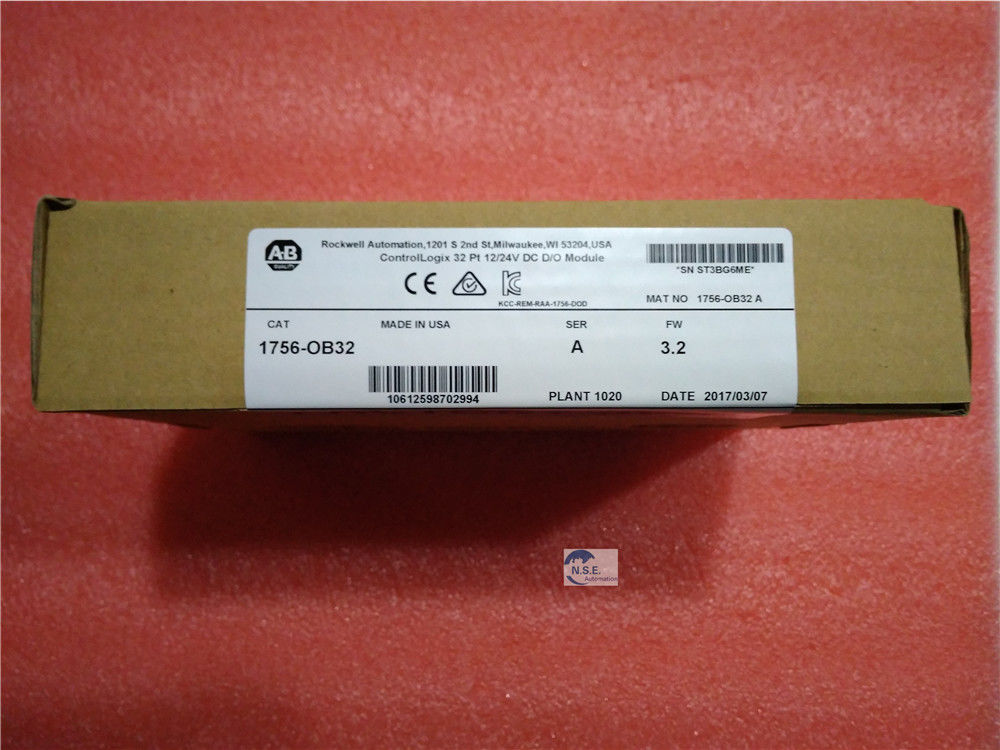 A-B
QUALITY
Rockwell Automation,1201 S 2nd St,Milwaukee,WI 53204,USA
ControlLogix 32 Pt 12/24V DC D/O Module
CE
KCC-REM-RAA-1756-DOD
*SN ST3BG6ME*
MAT NO 1756-OB32 A
CAT MADE IN USA SER FW
1756-OB32 A 3.2
10612598702994
PLANT 1020 DATE 2017/03/07
N.S.E.
Automation